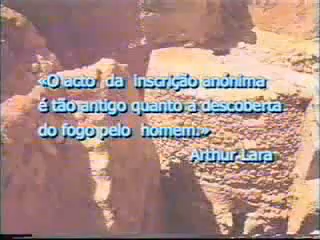 «O acto da inscrição anónima
é tão antigo quanto a descoberta
do fogo pelo homem.»
Arthur Lara